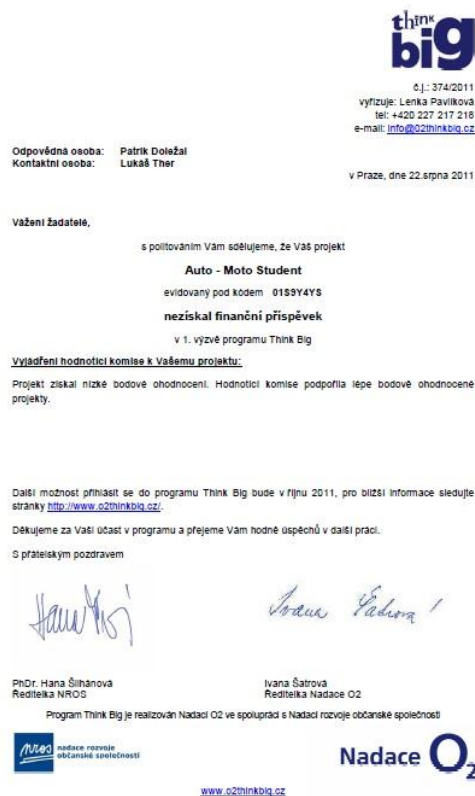 think
big
č.j.: 374/2011
vyřizuje: Lenka Pavlíková
tel: +420 227 217 218
e-mail: info@02thinkbig.cz
Odpovědná osoba: Patrik Doležal
Kontaktní osoba: Lukáš Ther
v Praze, dne 22.srpna 2011
Vážení žadatelé,
s politováním Vám sdělujeme, že Váš projekt
Auto - Moto Student
evidovaný pod kódem 01S9Y4YS
nezískal finanční příspěvek
v 1. výzvě programu Think Big
Vyjádření hodnotící komise k Vašemu projektu:
Projekt získal nízké bodové ohodnocení. Hodnotící komise podpořila lépe bodově ohodnocené
projekty.
Další možnost přihlásit se do programu Think Big bude v říjnu 2011, pro bližší informace sledujte
stránky http://www.o2thinkbig.cz/.
Děkujeme za Vaši účast v programu a přejeme Vám hodně úspěchů v další práci.
S přátelským pozdravem
Ivana Šatrová
PhDr. Hana Šilhánová
Ředitelka NROS
Ivana Šatrová
Ředitelka Nadace O2
Program Think Big je realizován Nadací O2 ve spolupráci s Nadací rozvoje občanské společnosti
nros nadace rozvoje
občanské společnosti
Nadace O2
www.o2thinkbig.cz